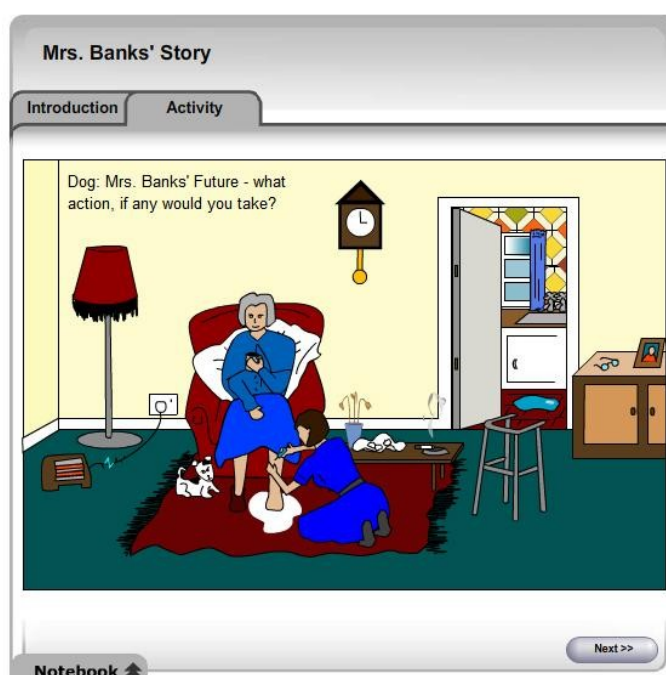 Mrs. Banks' Story
Introduction
Activity
Dog: Mrs. Banks' Future - what
action, if any would you take?
Next >>
Notebook